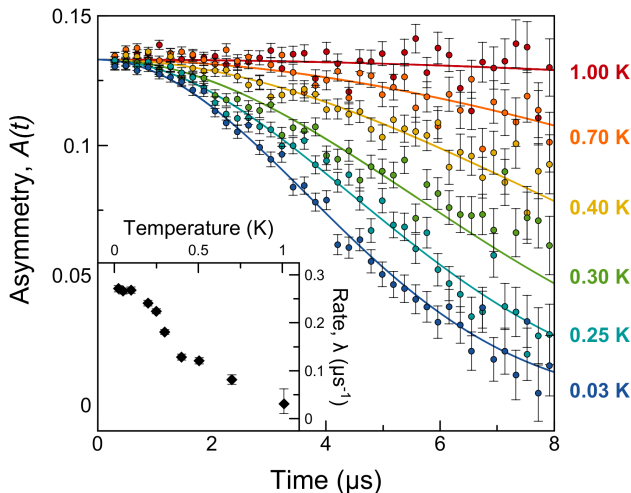 0.15
0.1
0.05
0
Asymmetry, A(t)
0 2 4 6 8
Time (μs)
1.00 K
0.70 K
0.40 K
0.30 K
0.25 K
0.03 K
Temperature (K)
0 0.5 1
0.3
0.2
0.1
0
Rate, λ (μs⁻¹)